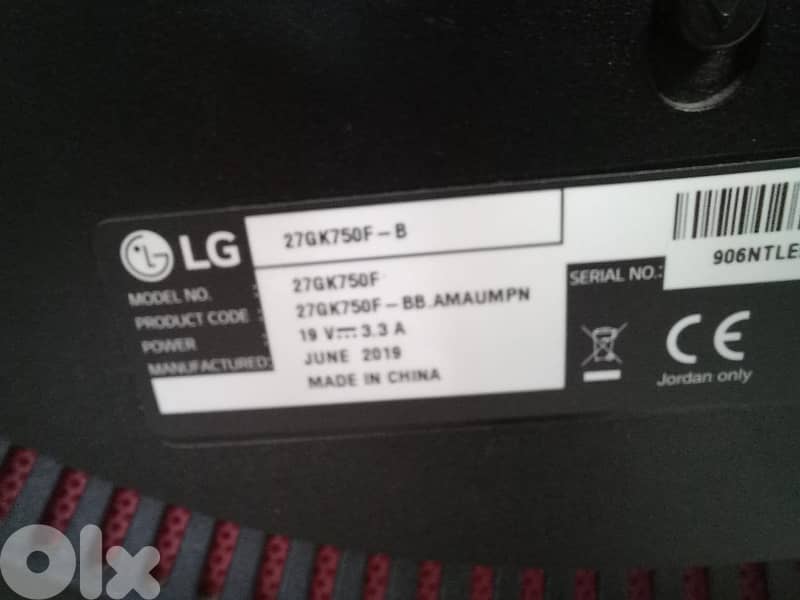 LG
27GK750F-B
MODEL NO. : 27GK750F
PRODUCT CODE : 27GK750F-BB.AMAUMPN
POWER : 19 V⎓3.3 A
MANUFACTURED: JUNE 2019
MADE IN CHINA
SERIAL NO.:
906NTLE
CE
Jordan only
Olx